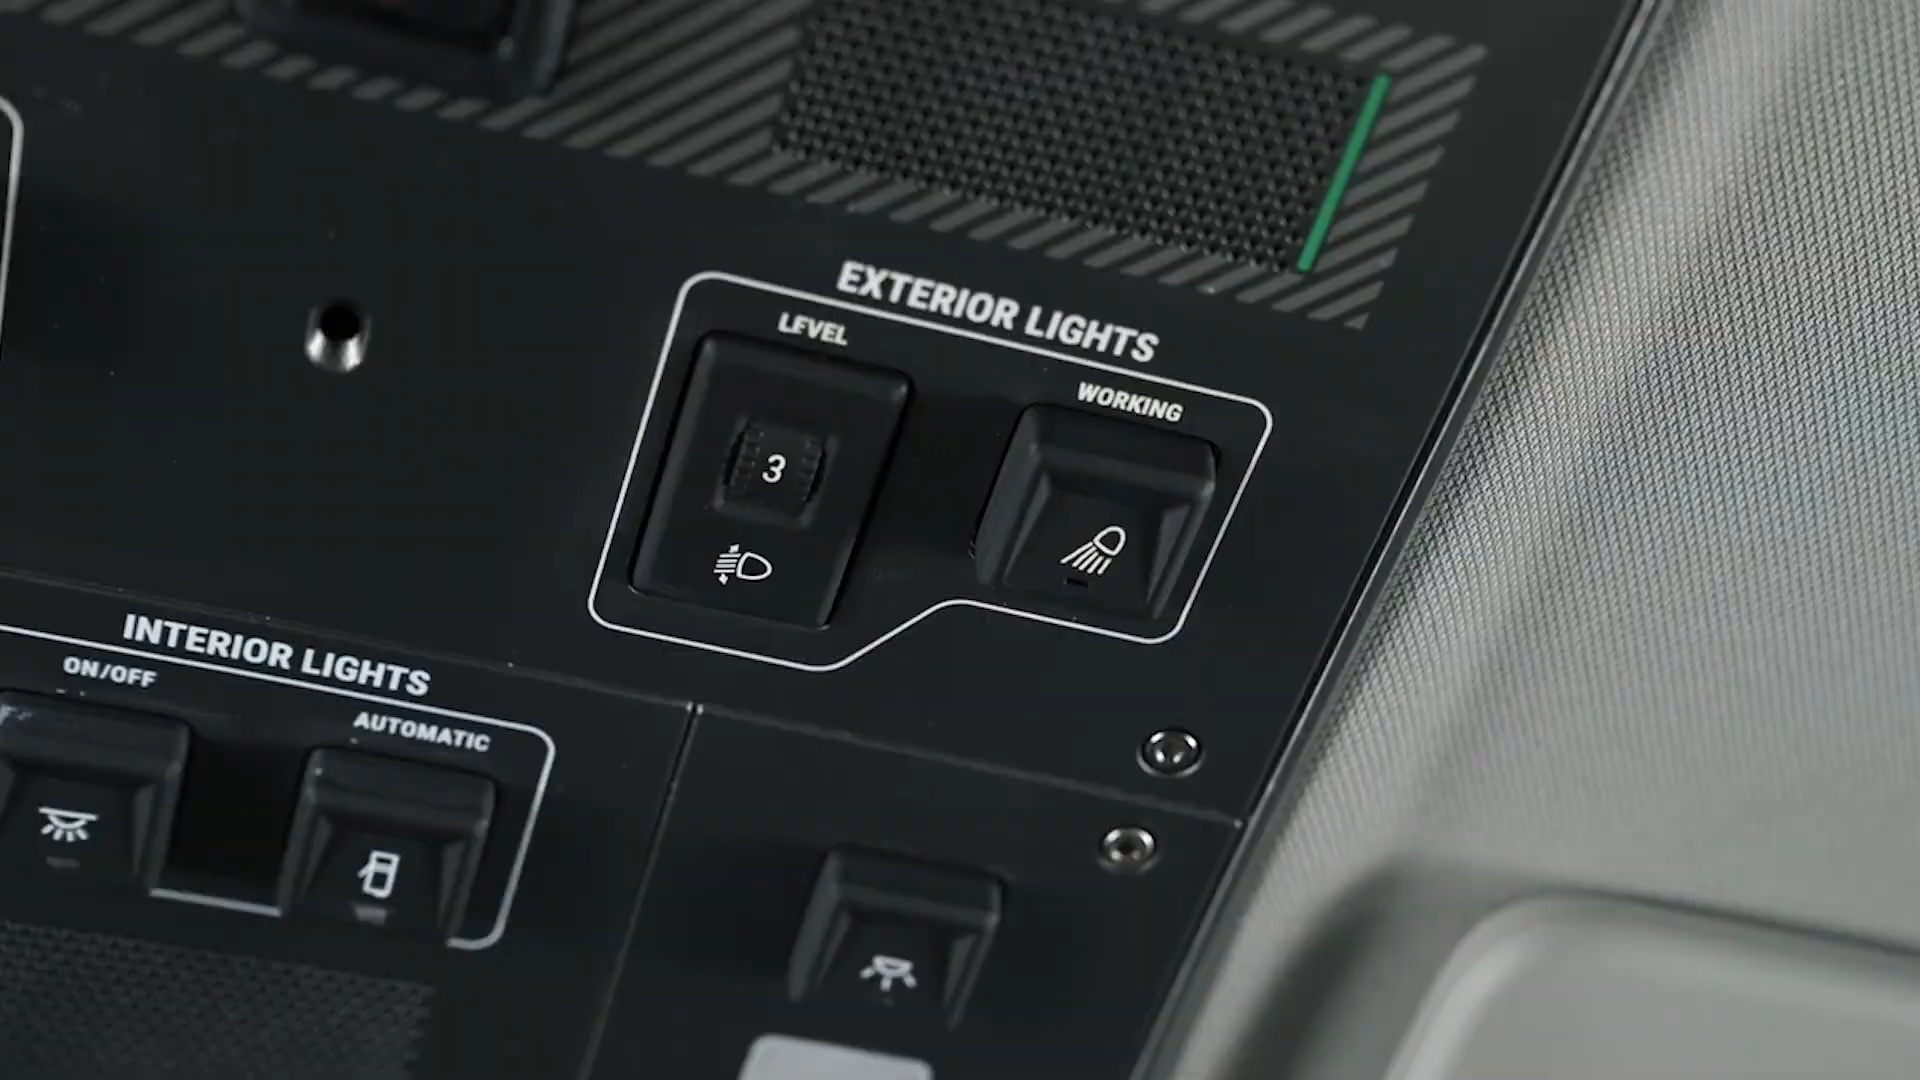 EXTERIOR LIGHTS
LEVEL
WORKING
3
INTERIOR LIGHTS
ON/OFF
AUTOMATIC